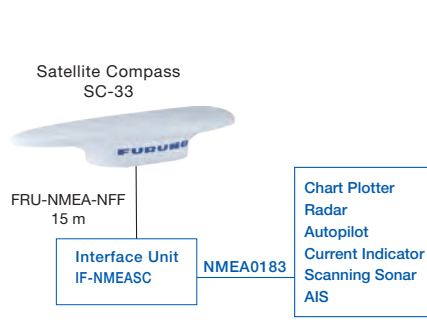 Satellite Compass
SC-33
FURUNO
FRU-NMEA-NFF
15 m
Interface Unit
IF-NMEASC
NMEA0183
Chart Plotter
Radar
Autopilot
Current Indicator
Scanning Sonar
AIS